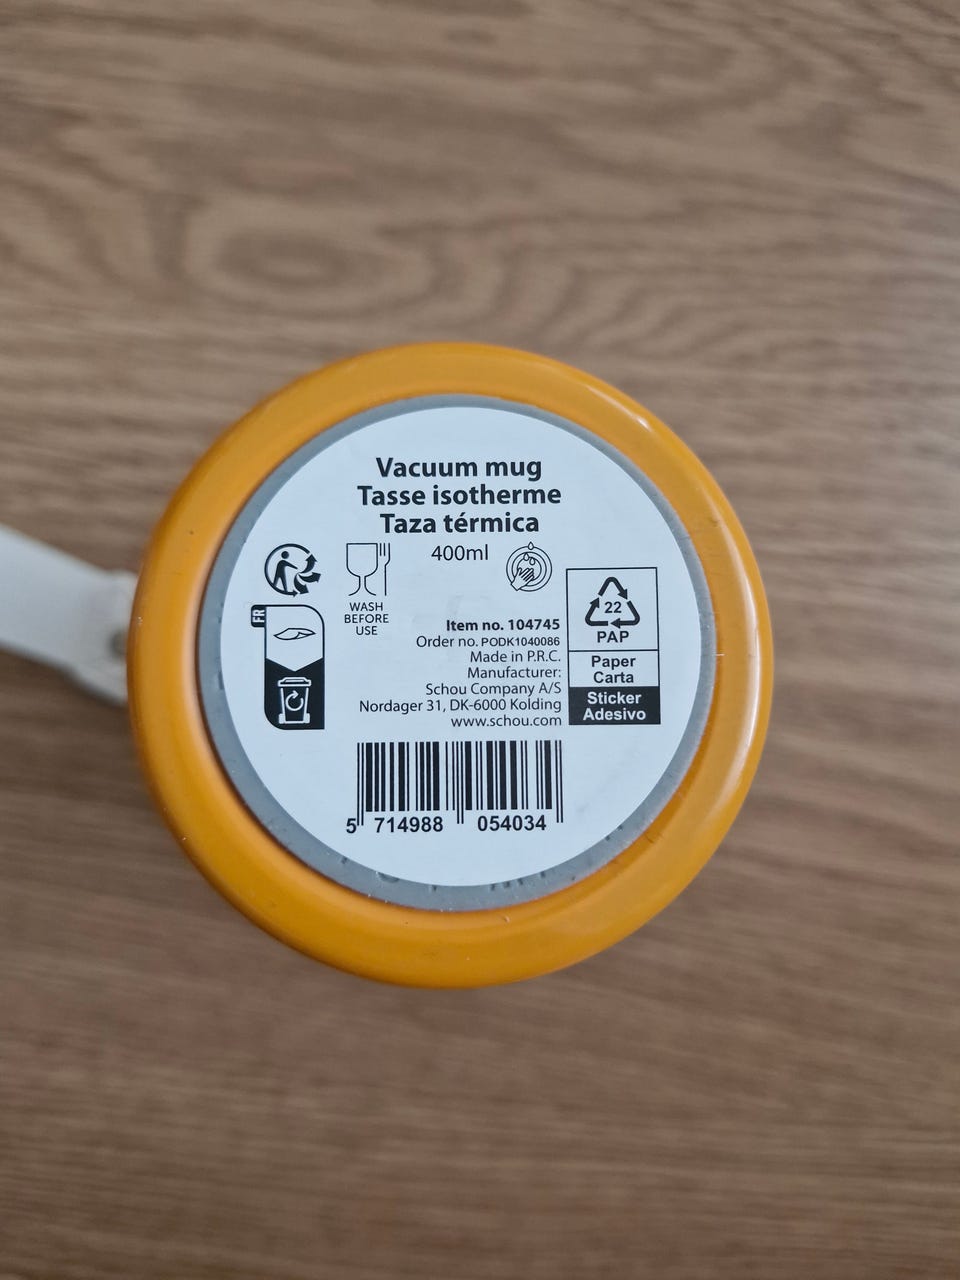 Vacuum mug
Tasse isotherme
Taza térmica
400ml
WASH
BEFORE
USE
FR
Item no. 104745
Order no. PODK1040086
Made in P.R.C.
Manufacturer:
Schou Company A/S
Nordager 31, DK-6000 Kolding
www.schou.com
22
PAP
Paper
Carta
Sticker
Adesivo
5 714988 054034